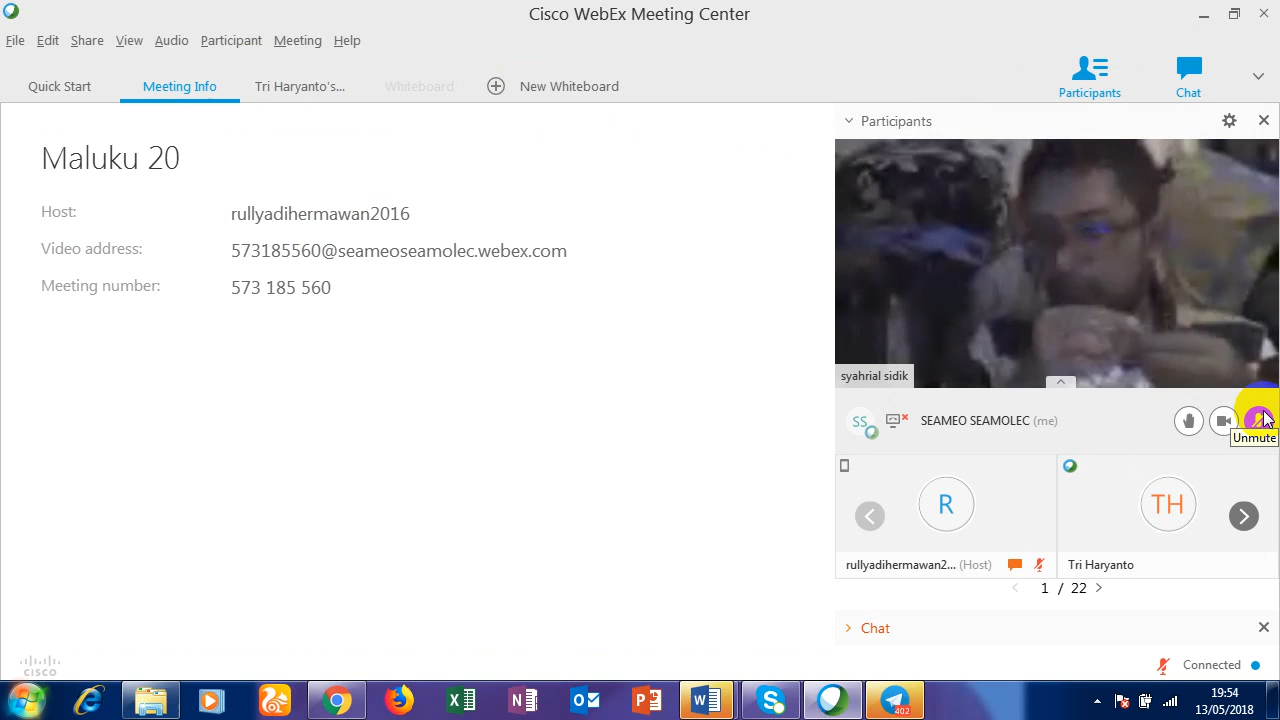 Cisco WebEx Meeting Center
File Edit Share View Audio Participant Meeting Help
Quick Start Meeting Info Tri Haryanto's... Whiteboard New Whiteboard
Participants Chat
Participants
Maluku 20
Host: rullyadihermawan2016
Video address: 573185560@seameoseamolec.webex.com
Meeting number: 573 185 560
syahrial sidik
SS SEAMEO SEAMOLEC (me)
Unmute
R TH
rullyadihermawan2... (Host) Tri Haryanto
1 / 22
Chat
CISCO
Connected
402
19:54
13/05/2018